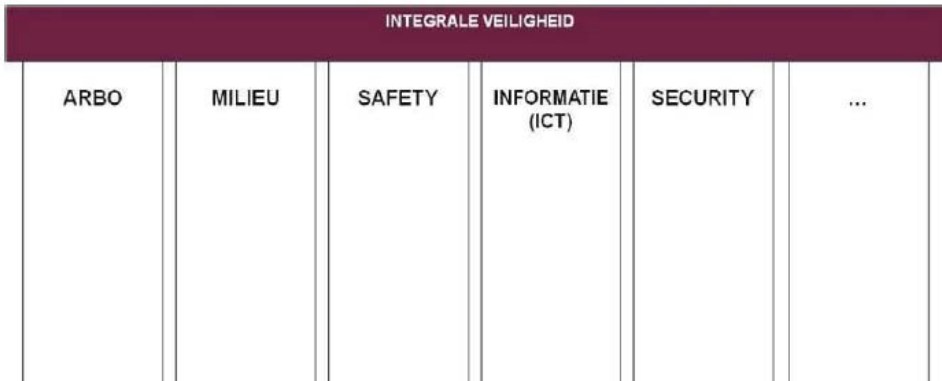 INTEGRALE VEILIGHEID
ARBO
MILIEU
SAFETY
INFORMATIE
(ICT)
SECURITY
...